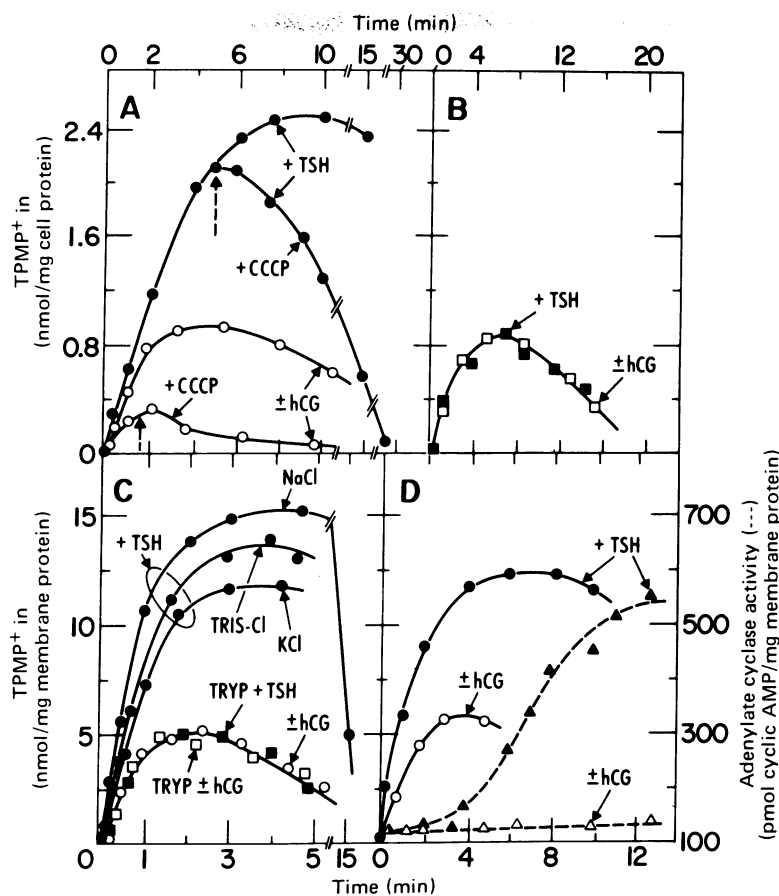 Time (min)
0 2 6 10 15 30 0 4 12 20
A
B
TPMP+ in
(nmol/mg cell protein)
2.4
1.6
0.8
0
+ TSH
+ CCCP
+ CCCP
±hCG
+ TSH
±hCG
C
D
TPMP+ in
(nmol/mg membrane protein)
15
10
5
0
NaCl
+ TSH
TRIS-Cl
KCl
TRYP + TSH
±hCG
TRYP ±hCG
+ TSH
±hCG
±hCG
700
500
300
100
Adenylate cyclase activity (---)
(pmol cyclic AMP/mg membrane protein)
1 3 5 15 0 4 8 12
Time (min)